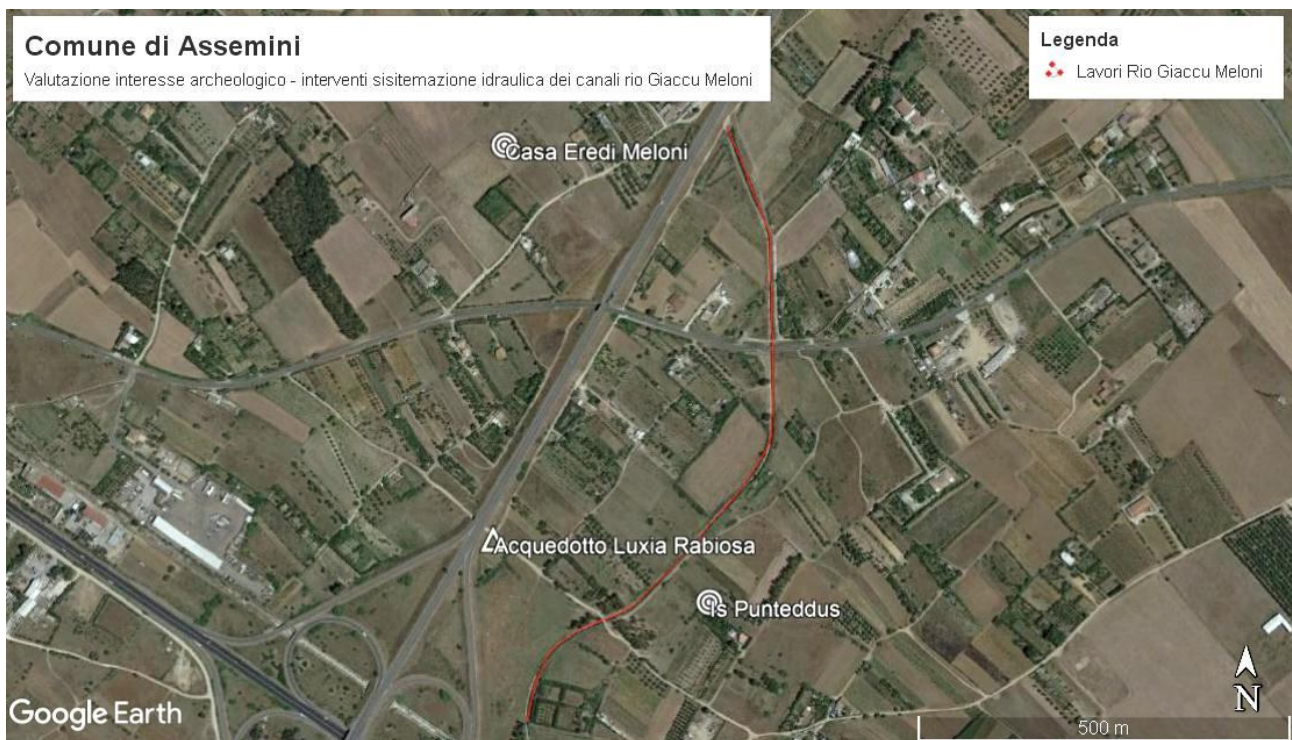 Comune di Assemini
Valutazione interesse archeologico - interventi sisitemazione idraulica dei canali rio Giaccu Meloni
Legenda
Lavori Rio Giaccu Meloni
Casa Eredi Meloni
Acquedotto Luxia Rabiosa
Is Punteddus
N
Google Earth
500 m